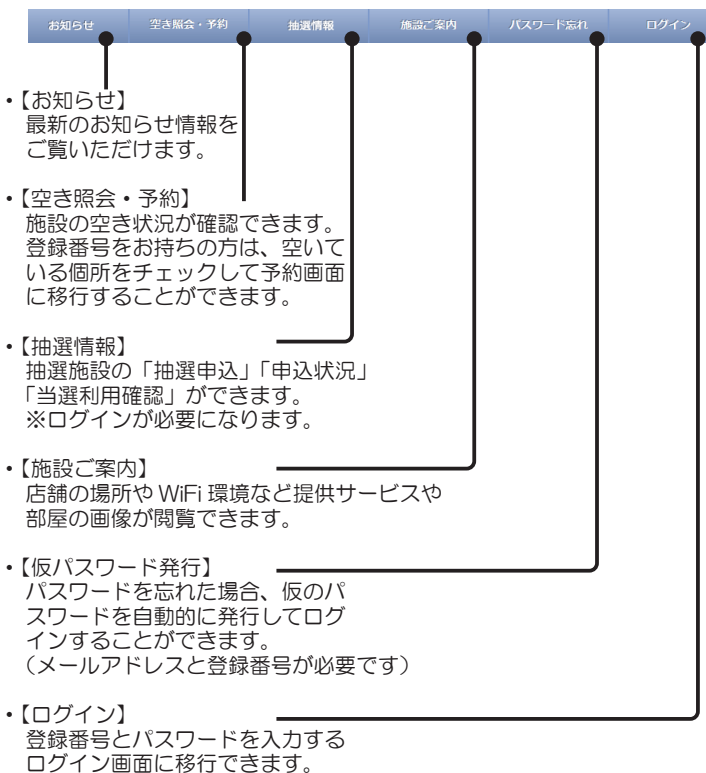 お知らせ 空き照会・予約 抽選情報 施設ご案内 パスワード忘れ ログイン
・【お知らせ】
最新のお知らせ情報を
ご覧いただけます。
・【空き照会・予約】
施設の空き状況が確認できます。
登録番号をお持ちの方は、空いて
いる個所をチェックして予約画面
に移行することができます。
・【抽選情報】
抽選施設の「抽選申込」「申込状況」
「当選利用確認」ができます。
※ログインが必要になります。
・【施設ご案内】
店舗の場所や WiFi 環境など提供サービスや
部屋の画像が閲覧できます。
・【仮パスワード発行】
パスワードを忘れた場合、仮のパ
スワードを自動的に発行してログ
インすることができます。
（メールアドレスと登録番号が必要です）
・【ログイン】
登録番号とパスワードを入力する
ログイン画面に移行できます。